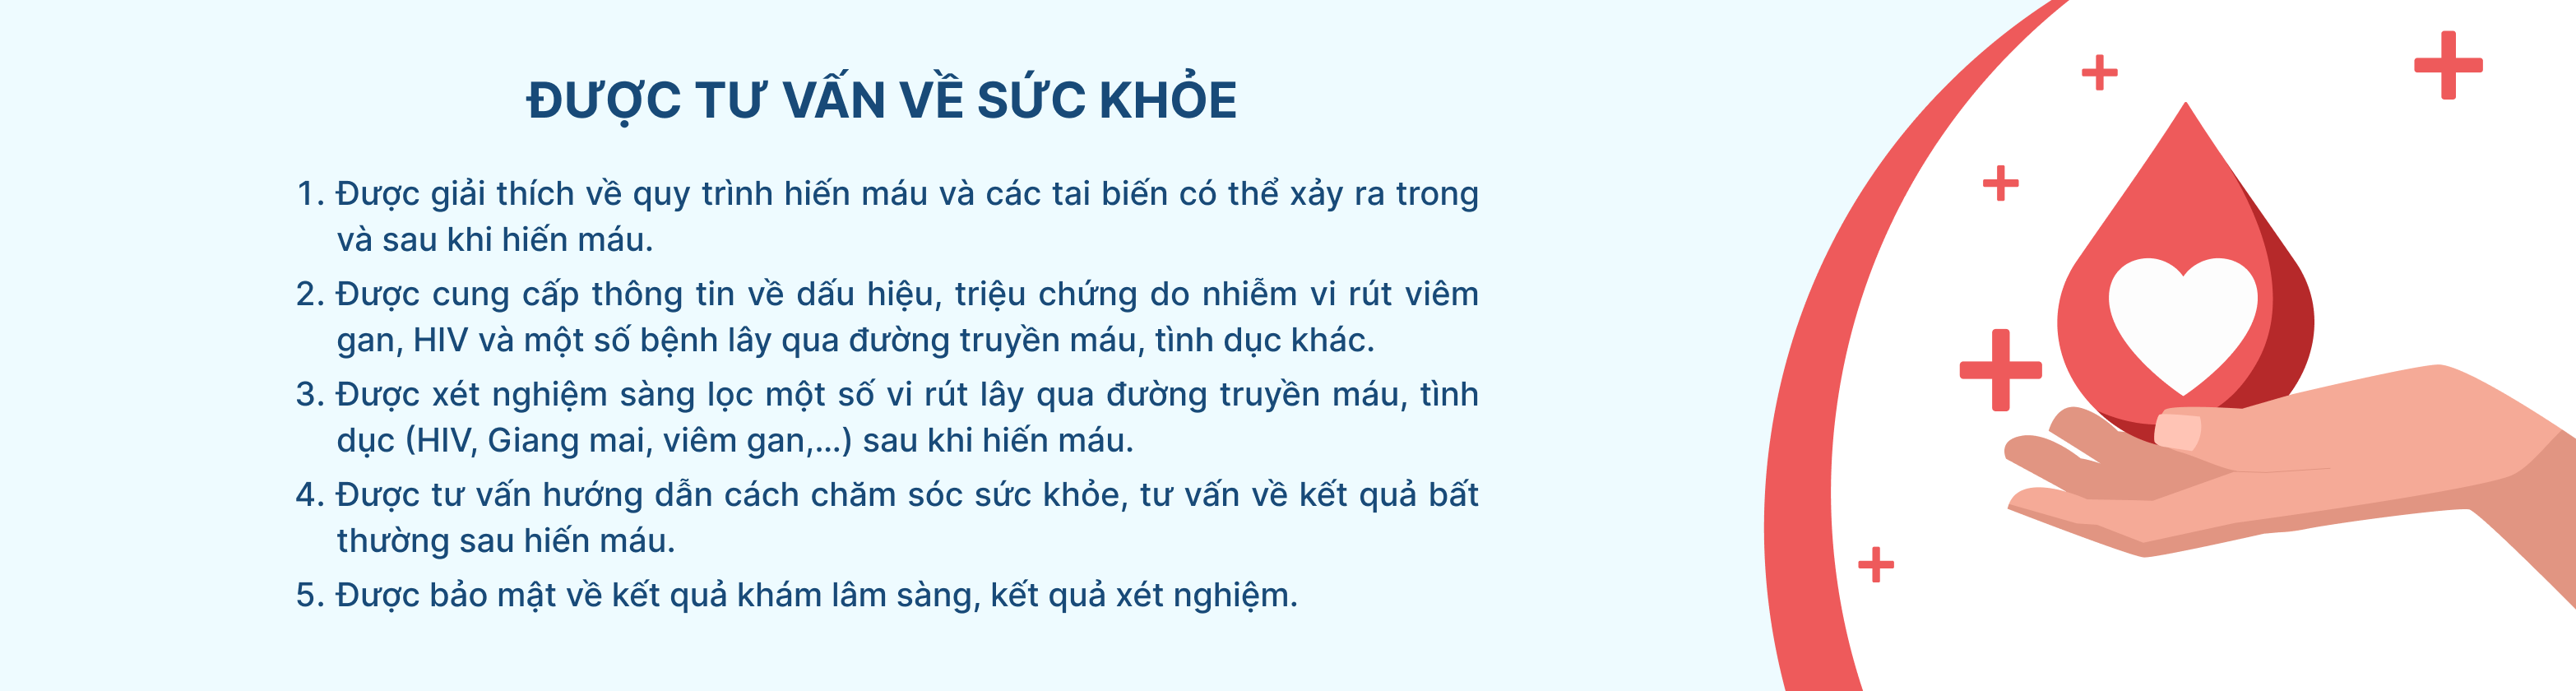 ĐƯỢC TƯ VẤN VỀ SỨC KHỎE
1. Được giải thích về quy trình hiến máu và các tai biến có thể xảy ra trong
và sau khi hiến máu.
2. Được cung cấp thông tin về dấu hiệu, triệu chứng do nhiễm vi rút viêm
gan, HIV và một số bệnh lây qua đường truyền máu, tình dục khác.
3. Được xét nghiệm sàng lọc một số vi rút lây qua đường truyền máu, tình
dục (HIV, Giang mai, viêm gan,...) sau khi hiến máu.
4. Được tư vấn hướng dẫn cách chăm sóc sức khỏe, tư vấn về kết quả bất
thường sau hiến máu.
5. Được bảo mật về kết quả khám lâm sàng, kết quả xét nghiệm.